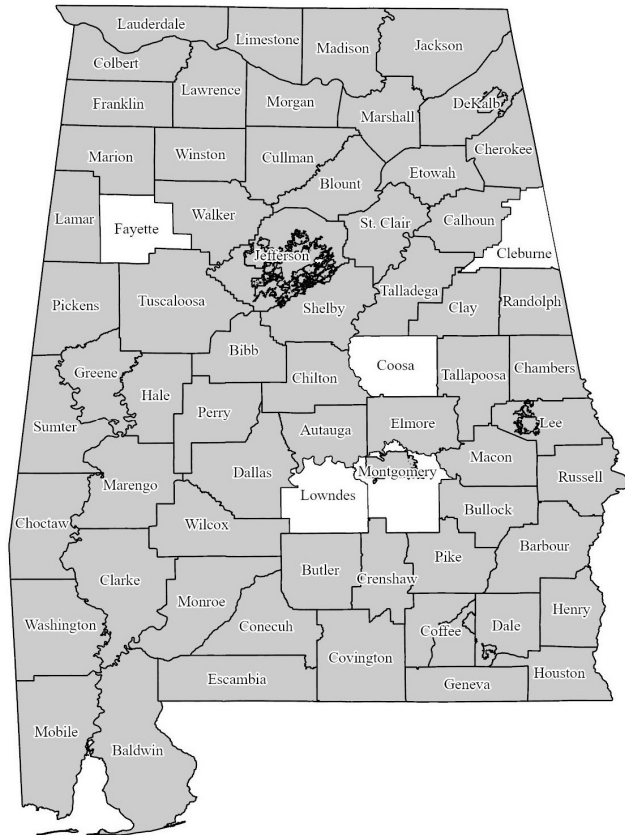 Lauderdale
Limestone
Madison
Jackson
Colbert
Lawrence
Franklin
Morgan
Marshall
DeKalb
Cherokee
Marion
Winston
Cullman
Blount
Etowah
Lamar
Fayette
Walker
St. Clair
Calhoun
Cleburne
Jefferson
Pickens
Tuscaloosa
Shelby
Talladega
Clay
Randolph
Bibb
Greene
Hale
Chilton
Coosa
Tallapoosa
Chambers
Sumter
Perry
Autauga
Elmore
Lee
Marengo
Dallas
Lowndes
Montgomery
Macon
Russell
Choctaw
Wilcox
Bullock
Clarke
Butler
Crenshaw
Pike
Barbour
Washington
Monroe
Conecuh
Covington
Coffee
Dale
Henry
Escambia
Geneva
Houston
Mobile
Baldwin